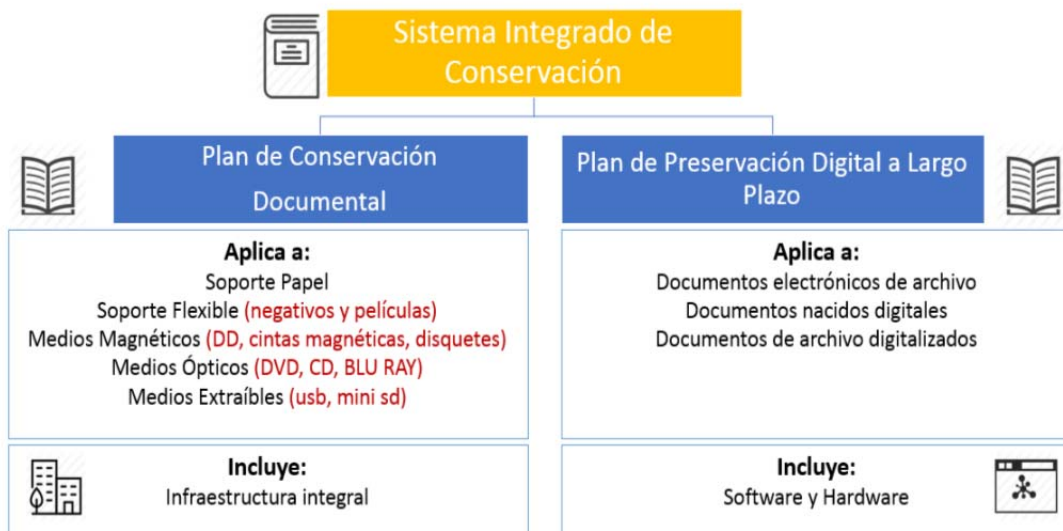 Sistema Integrado de
Conservación
Plan de Conservación
Documental
Aplica a:
Soporte Papel
Soporte Flexible (negativos y películas)
Medios Magnéticos (DD, cintas magnéticas, disquetes)
Medios Ópticos (DVD, CD, BLU RAY)
Medios Extraíbles (usb, mini sd)
Incluye:
Infraestructura integral
Plan de Preservación Digital a Largo
Plazo
Aplica a:
Documentos electrónicos de archivo
Documentos nacidos digitales
Documentos de archivo digitalizados
Incluye:
Software y Hardware